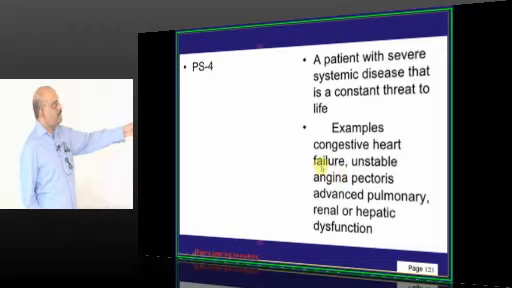 • PS-4
• A patient with severe
systemic disease that
is a constant threat to
life
• Examples
congestive heart
failure, unstable
angina pectoris
advanced pulmonary,
renal or hepatic
dysfunction
Page 121